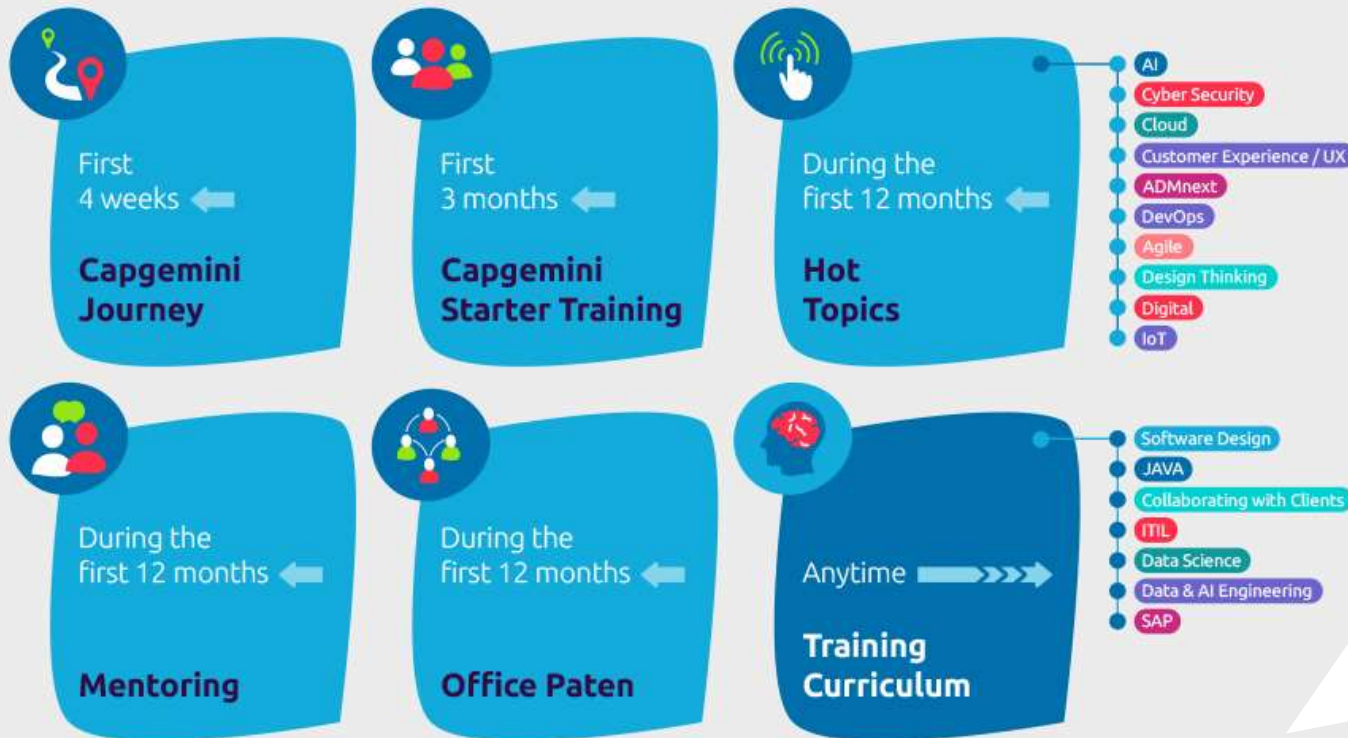 First
4 weeks
Capgemini
Journey
First
3 months
Capgemini
Starter Training
During the
first 12 months
Hot
Topics
AI
Cyber Security
Cloud
Customer Experience / UX
ADMnext
DevOps
Agile
Design Thinking
Digital
IoT
During the
first 12 months
Mentoring
During the
first 12 months
Office Paten
Anytime
Training
Curriculum
Software Design
JAVA
Collaborating with Clients
ITIL
Data Science
Data & AI Engineering
SAP